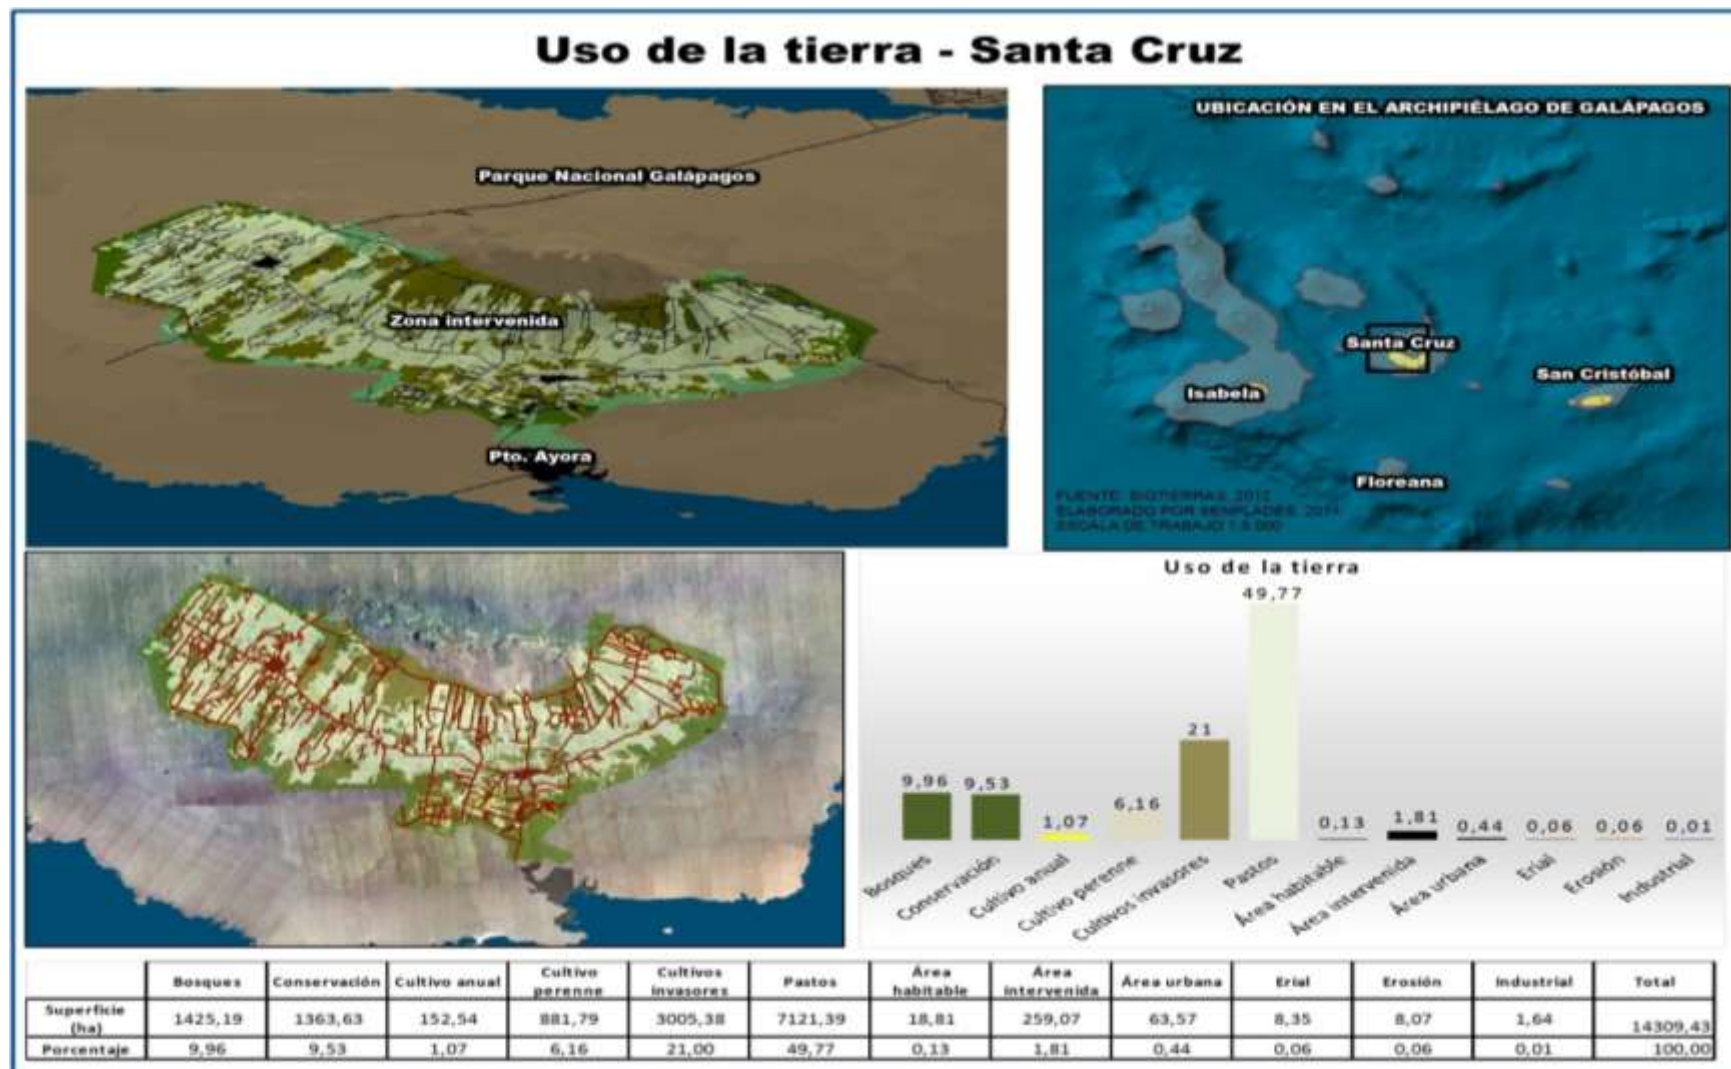 Uso de la tierra - Santa Cruz
Parque Nacional Galápagos
Zona intervenida
Pto. Ayora
UBICACIÓN EN EL ARCHIPIÉLAGO DE GALÁPAGOS
Santa Cruz
San Cristóbal
Isabela
Floreana
FUENTE: SIGTIERRAS, 2012
ELABORADO POR SENPLADES,
ESCALA DE TRABAJO
Uso de la tierra
49,77
21
9,96 9,53 1,07 6,16 0,13 1,81 0,44 0,06 0,06 0,01
Bosques Conservación Cultivo anual Cultivo perenne Cultivos invasores Pastos Área habitable Área intervenida Área urbana Erial Erosión Industrial
Bosques Conservación Cultivo anual Cultivo perenne Cultivos invasores Pastos Área habitable Área intervenida Área urbana Erial Erosión Industrial Total
Superficie (ha) 1425,19 1363,63 152,54 881,79 3005,38 7121,39 18,81 259,07 63,57 8,35 8,07 1,64 14309,43
Porcentaje 9,96 9,53 1,07 6,16 21,00 49,77 0,13 1,81 0,44 0,06 0,06 0,01 100,00